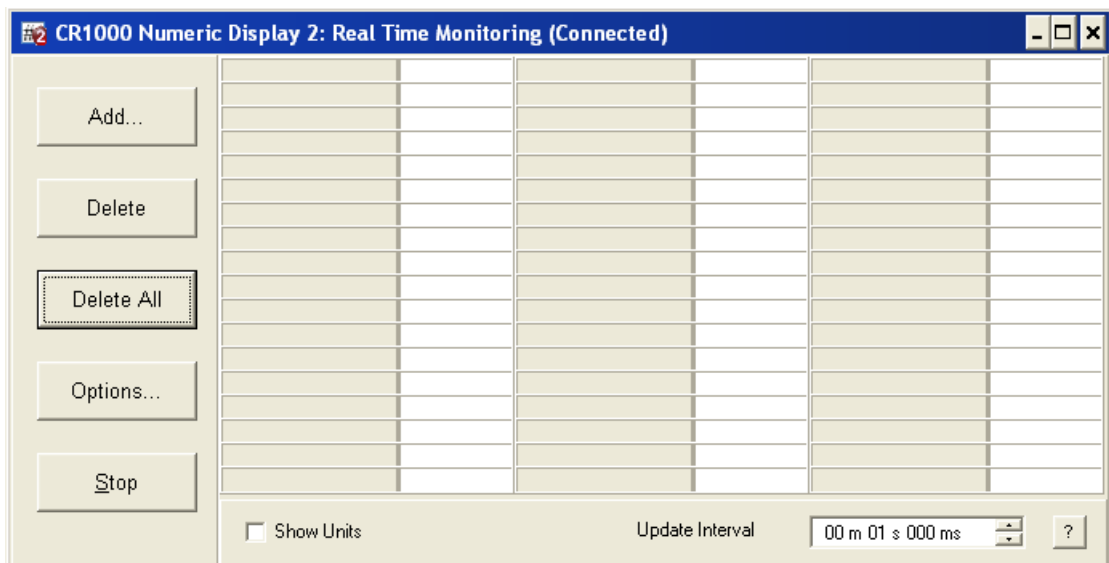 CR1000 Numeric Display 2: Real Time Monitoring (Connected)
Add...
Delete
Delete All
Options...
Stop
Show Units
Update Interval
00 m 01 s 000 ms
?